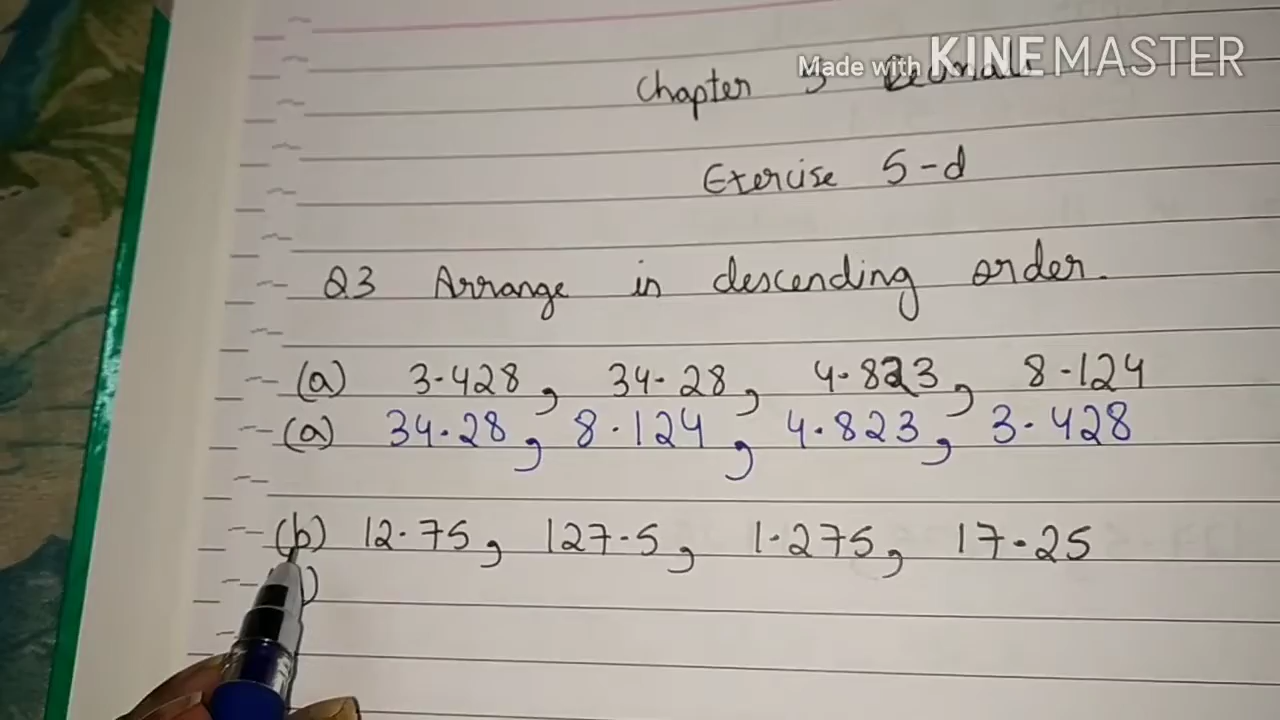 Made with KINEMASTER
Chapter 5 Decimals
Exercise 5-d
Q3 Arrange in descending order.
(a) 3.428, 34.28, 4.823, 8.124
(a) 34.28, 8.124, 4.823, 3.428
(b) 12.75, 127.5, 1.275, 17.25